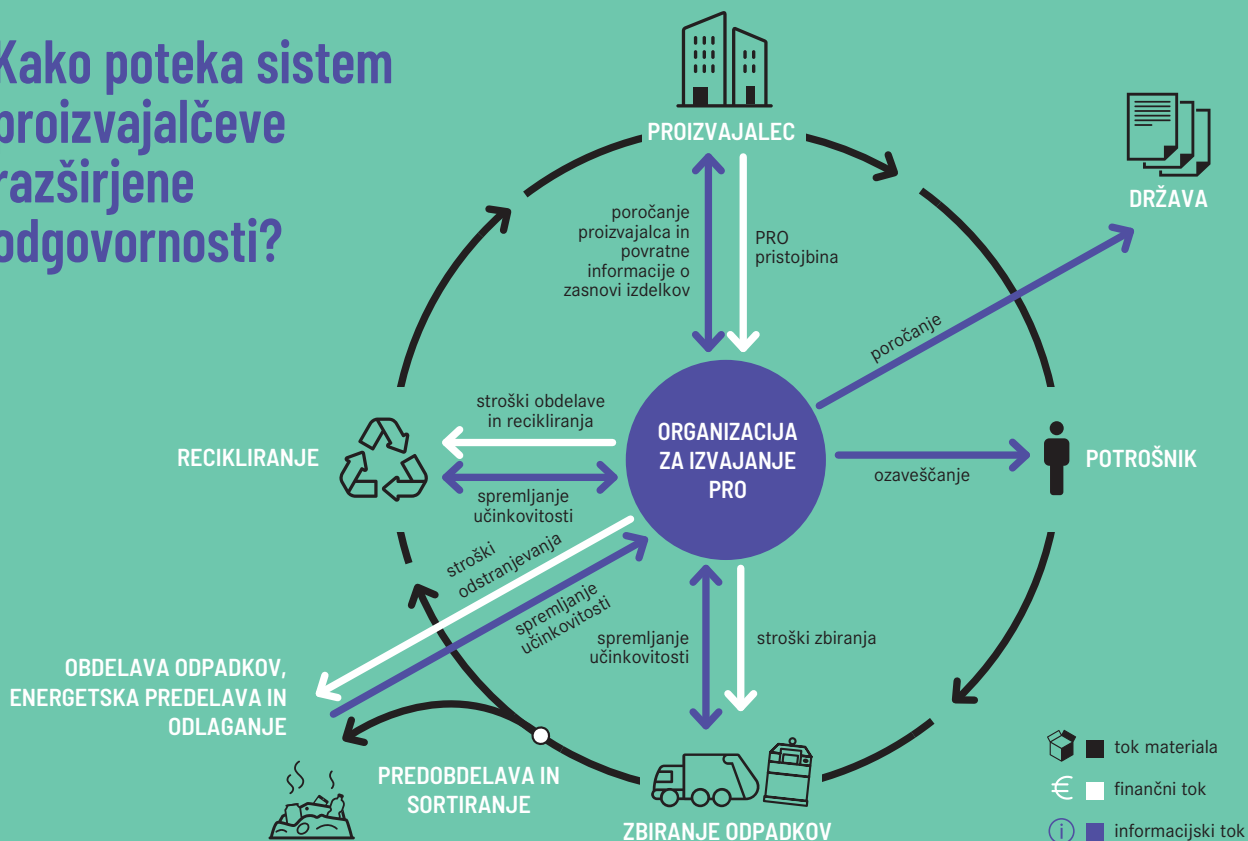 Kako poteka sistem
proizvajalčeve
razširjene
odgovornosti?
PROIZVAJALEC
DRŽAVA
poročanje
proizvajalca in
povratne
informacije o
zasnovi izdelkov
PRO
pristojbina
poročanje
stroški obdelave
in recikliranja
ORGANIZACIJA
ZA IZVAJANJE
PRO
RECIKLIRANJE
POTROŠNIK
ozaveščanje
spremljanje
učinkovitosti
stroški
odstranjevanja
spremljanje
učinkovitosti
spremljanje
učinkovitosti
stroški zbiranja
OBDELAVA ODPADKOV,
ENERGETSKA PREDELAVA IN
ODLAGANJE
PREDOBDELAVA IN
SORTIRANJE
ZBIRANJE ODPADKOV
tok materiala
€ finančni tok
i informacijski tok